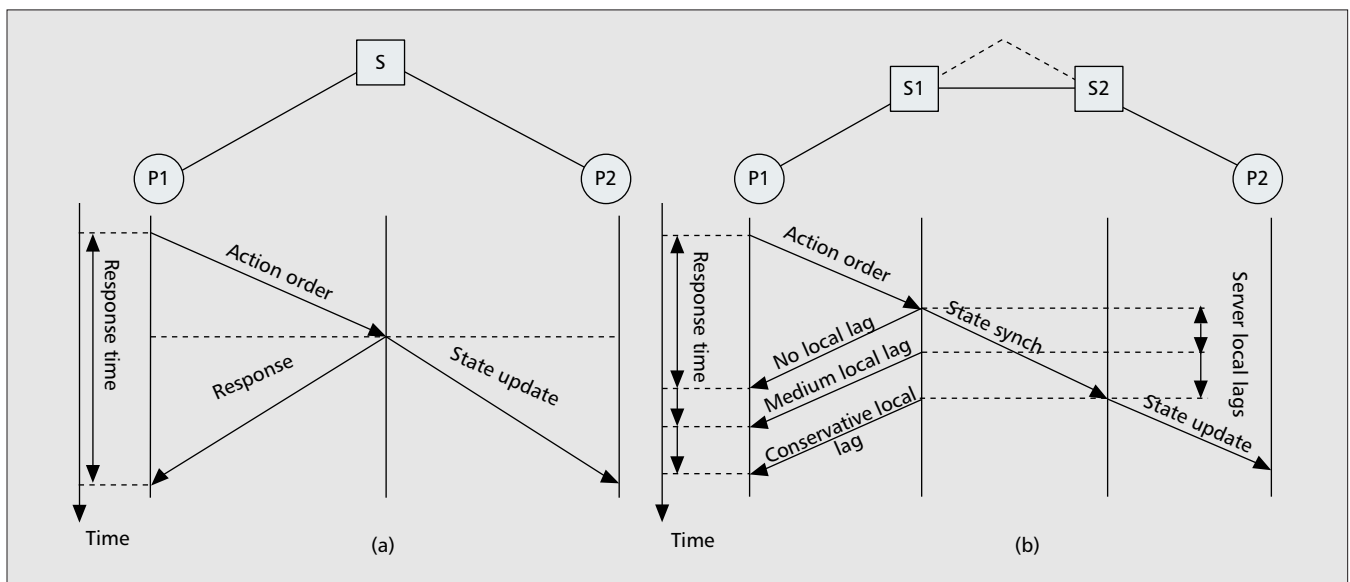 S
P1
P2
Response time
Action order
Response
State update
Time
(a)
S1
S2
P1
P2
Response time
Action order
State synch
No local lag
Medium local lag
Conservative local
lag
Server local lags
State update
Time
(b)